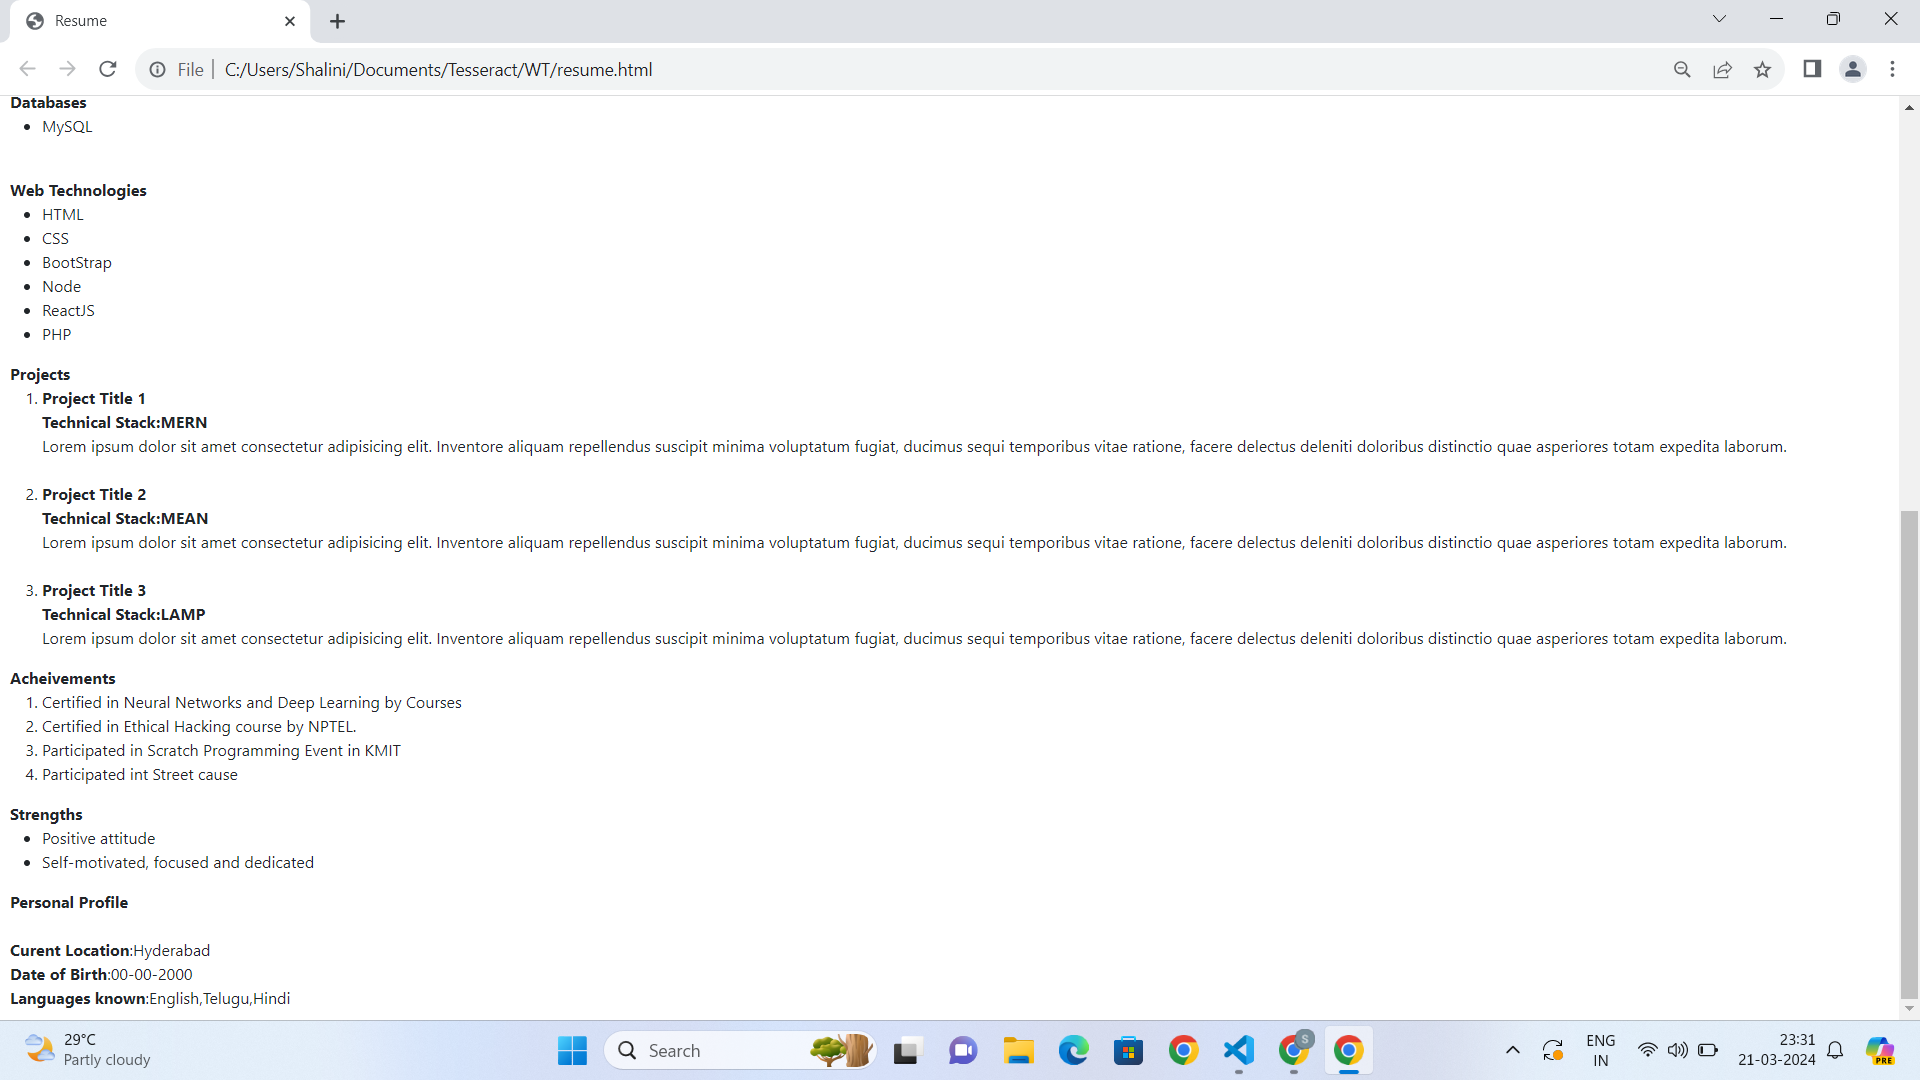 Resume
File
C:/Users/Shalini/Documents/Tesseract/WT/resume.html
Databases
MySQL
Web Technologies
HTML
CSS
BootStrap
Node
ReactJS
PHP
Projects
1. Project Title 1
Technical Stack:MERN
Lorem ipsum dolor sit amet consectetur adipisicing elit. Inventore aliquam repellendus suscipit minima voluptatum fugiat, ducimus sequi temporibus vitae ratione, facere delectus deleniti doloribus distinctio quae asperiores totam expedita laborum.
2. Project Title 2
Technical Stack:MEAN
Lorem ipsum dolor sit amet consectetur adipisicing elit. Inventore aliquam repellendus suscipit minima voluptatum fugiat, ducimus sequi temporibus vitae ratione, facere delectus deleniti doloribus distinctio quae asperiores totam expedita laborum.
3. Project Title 3
Technical Stack:LAMP
Lorem ipsum dolor sit amet consectetur adipisicing elit. Inventore aliquam repellendus suscipit minima voluptatum fugiat, ducimus sequi temporibus vitae ratione, facere delectus deleniti doloribus distinctio quae asperiores totam expedita laborum.
Acheivements
1. Certified in Neural Networks and Deep Learning by Courses
2. Certified in Ethical Hacking course by NPTEL.
3. Participated in Scratch Programming Event in KMIT
4. Participated int Street cause
Strengths
Positive attitude
Self-motivated, focused and dedicated
Personal Profile
Curent Location:Hyderabad
Date of Birth:00-00-2000
Languages known:English,Telugu,Hindi
29°C
Partly cloudy
Search
S
ENG
IN
23:31
21-03-2024
PRE